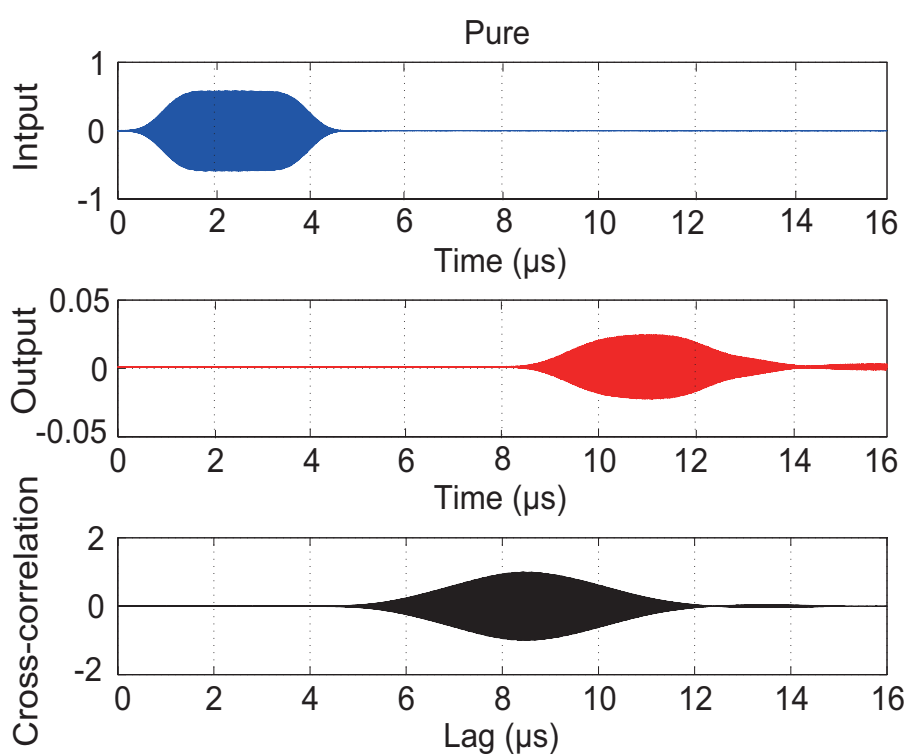 Pure
Intput
1
0
-1
0 2 4 6 8 10 12 14 16
Time (µs)
Output
0.05
0
-0.05
0 2 4 6 8 10 12 14 16
Time (µs)
Cross-correlation
2
0
-2
0 2 4 6 8 10 12 14 16
Lag (µs)